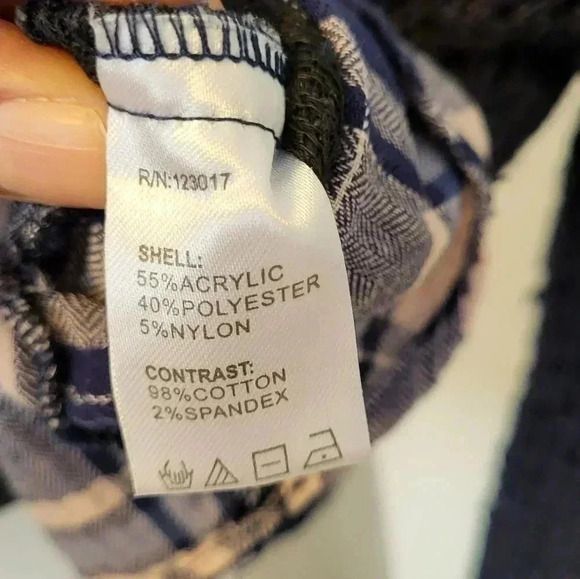 R/N:123017
SHELL:
55%ACRYLIC
40%POLYESTER
5%NYLON
CONTRAST:
98%COTTON
2%SPANDEX